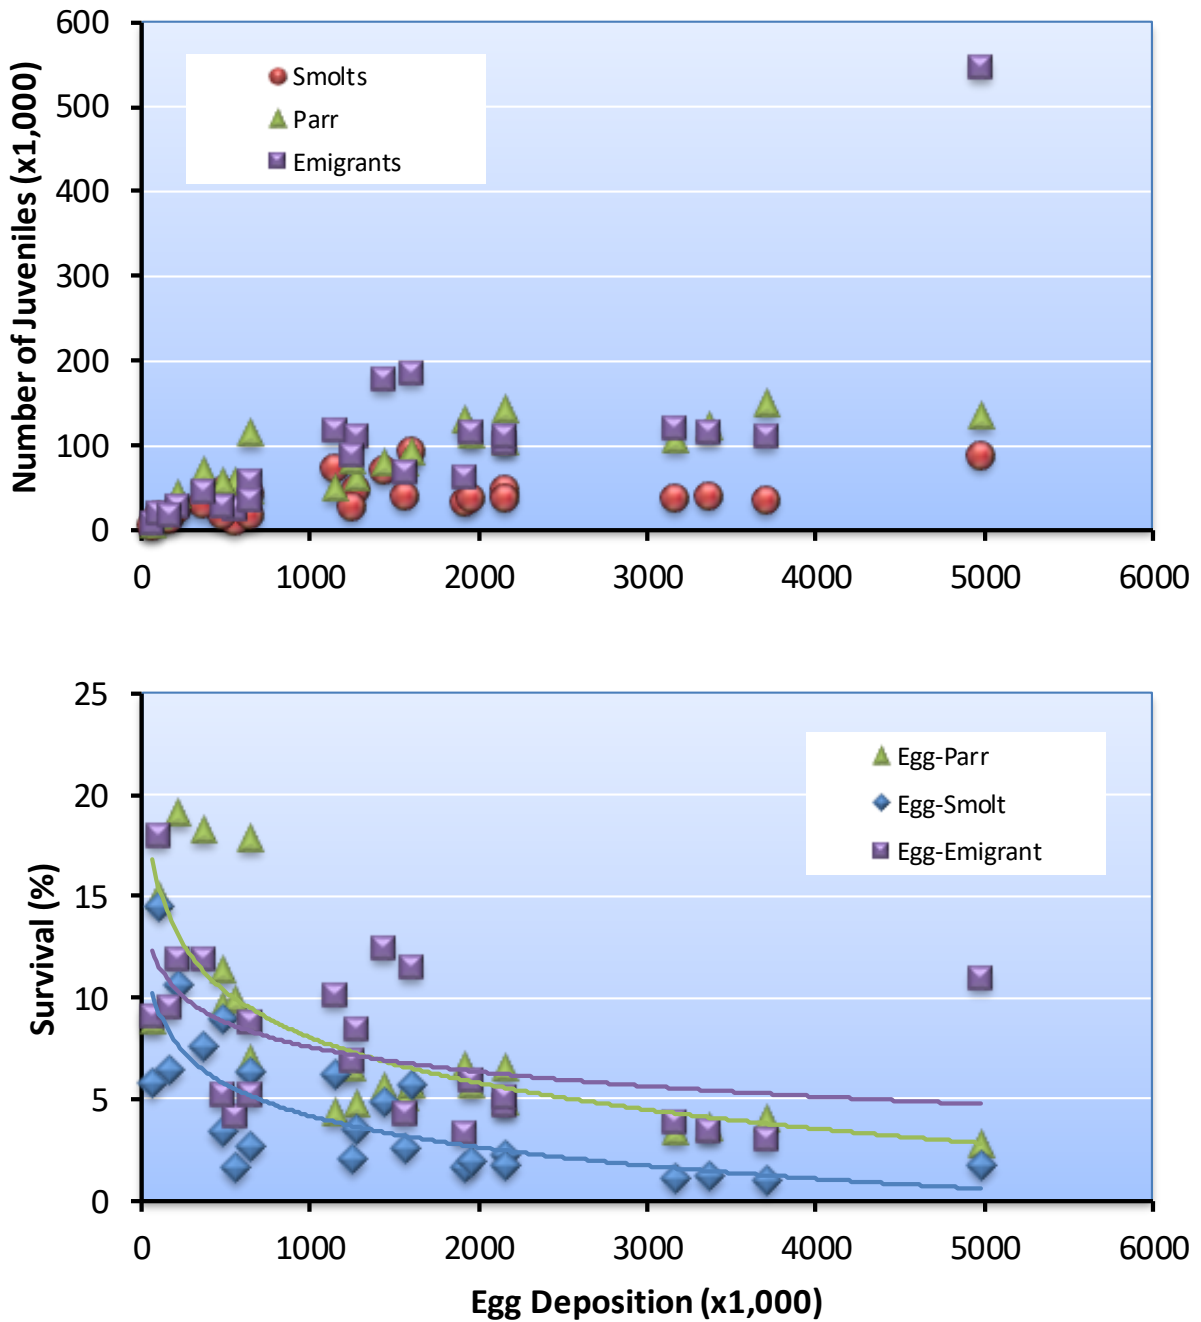 Number of Juveniles (x1,000)
600
500
400
300
200
100
0
Smolts
Parr
Emigrants
0 1000 2000 3000 4000 5000 6000
Survival (%)
25
20
15
10
5
0
Egg-Parr
Egg-Smolt
Egg-Emigrant
0 1000 2000 3000 4000 5000 6000
Egg Deposition (x1,000)